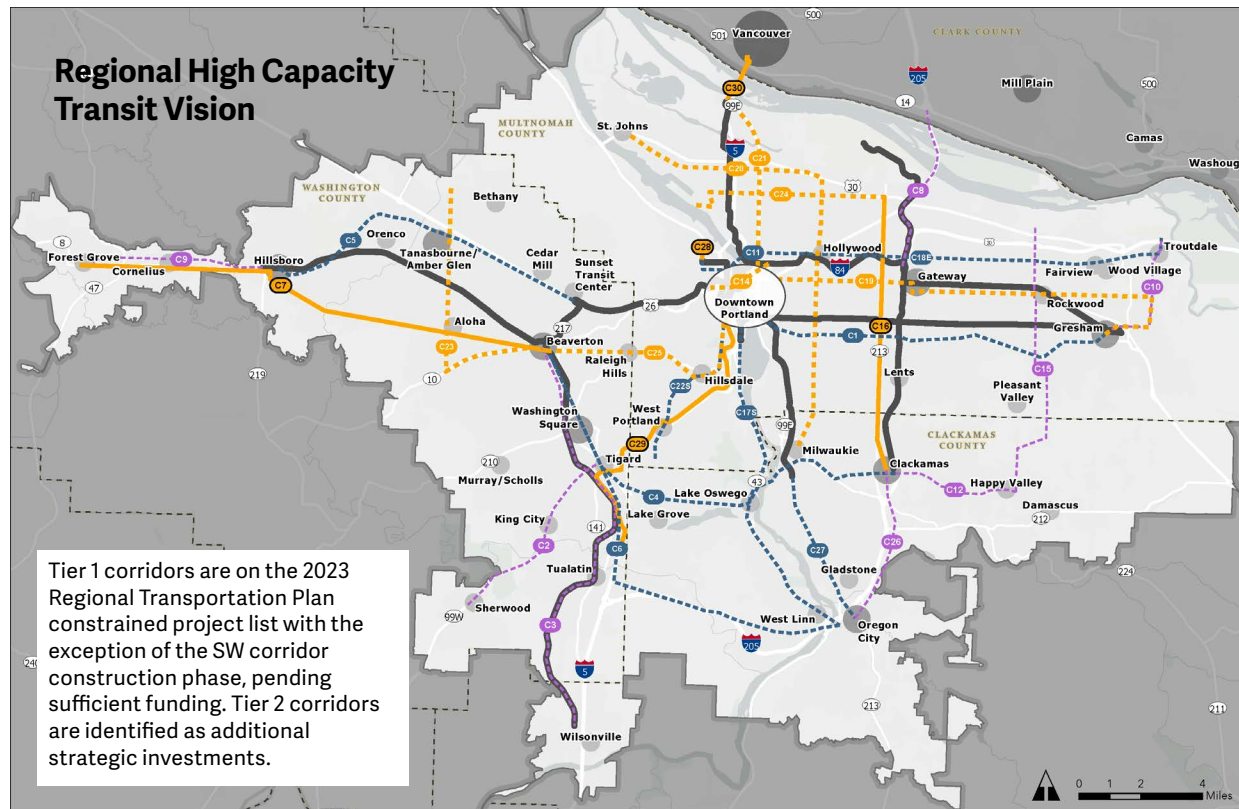 Regional High Capacity
Transit Vision
500
501
Vancouver
CLARK COUNTY
205
14
Mill Plain
500
Camas
Washoug
C30
99E
MULTNOMAH
COUNTY
St. Johns
5
C21
C20
30
C24
C8
WASHINGTON
COUNTY
Bethany
8
Forest Grove
C9
Cornelius
47
Hillsboro
C7
C5
Orenco
Tanasbourne/
Amber Glen
Cedar
Mill
Sunset
Transit
Center
C28
C11
Hollywood
84
C18E
Gateway
Troutdale
Fairview
Wood Village
C10
C14
C19
Rockwood
Downtown
Portland
26
217
Aloha
C23
Beaverton
C25
Raleigh
Hills
C16
213
C1
Gresham
C15
219
10
C22S
Hillsdale
Lents
Pleasant
Valley
Washington
Square
West
Portland
C17S
99E
CLACKAMAS
COUNTY
C29
Tigard
Milwaukie
Clackamas
210
Murray/Scholls
C4
Lake Oswego
43
C12
Happy Valley
King City
Lake Grove
Damascus
212
141
C2
C6
C27
C26
Tualatin
Gladstone
224
Sherwood
99W
West Linn
Oregon
City
C3
205
240
5
213
211
Wilsonville
Tier 1 corridors are on the 2023
Regional Transportation Plan
constrained project list with the
exception of the SW corridor
construction phase, pending
sufficient funding. Tier 2 corridors
are identified as additional
strategic investments.
0 1 2 4
Miles